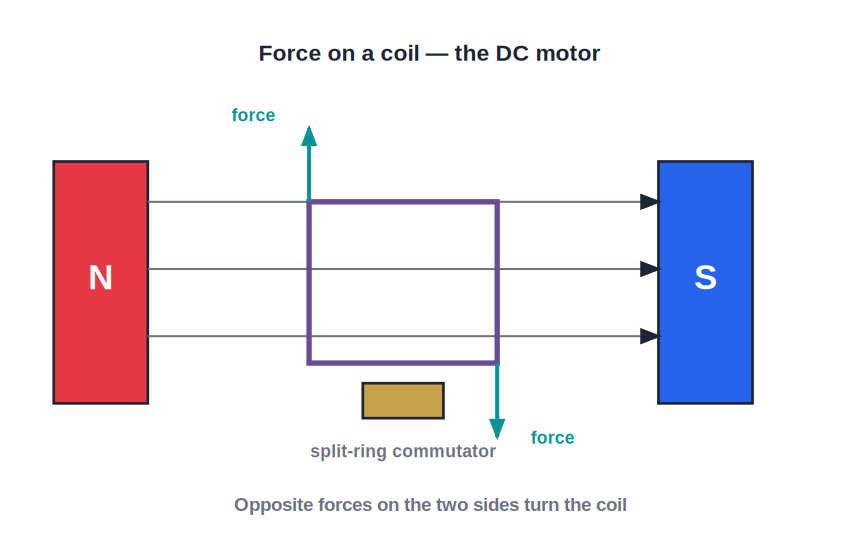 Force on a coil — the DC motor
force
N
S
force
split-ring commutator
Opposite forces on the two sides turn the coil